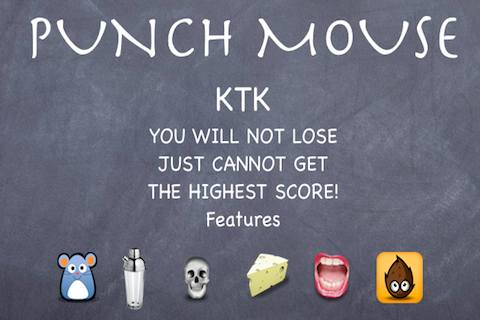 PUNCH MOUSE
KTK
YOU WILL NOT LOSE
JUST CANNOT GET
THE HIGHEST SCORE!
Features